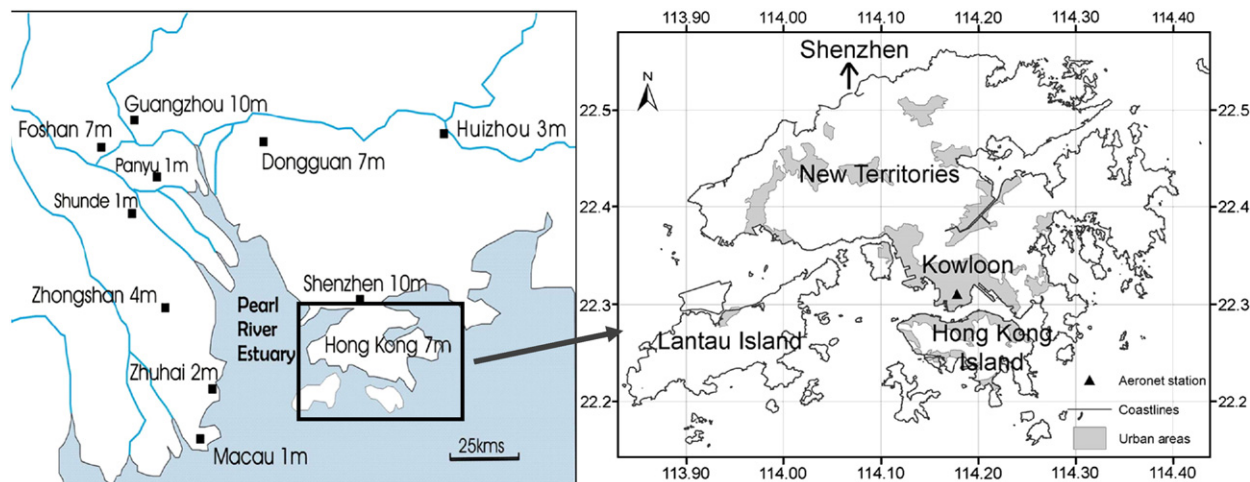 Guangzhou 10m
Foshan 7m
Huizhou 3m
Panyu 1m
Dongguan 7m
Shunde 1m
Shenzhen 10m
Zhongshan 4m
Pearl
River
Estuary
Hong Kong 7m
Zhuhai 2m
Macau 1m
25kms
113.90 114.00 114.10 114.20 114.30 114.40
Shenzhen
N
22.5 22.5
New Territories
22.4 22.4
Kowloon
22.3 22.3
Lantau Island
Hong Kong
Island
Aeronet station
22.2 22.2
Coastlines
Urban areas
113.90 114.00 114.10 114.20 114.30 114.40